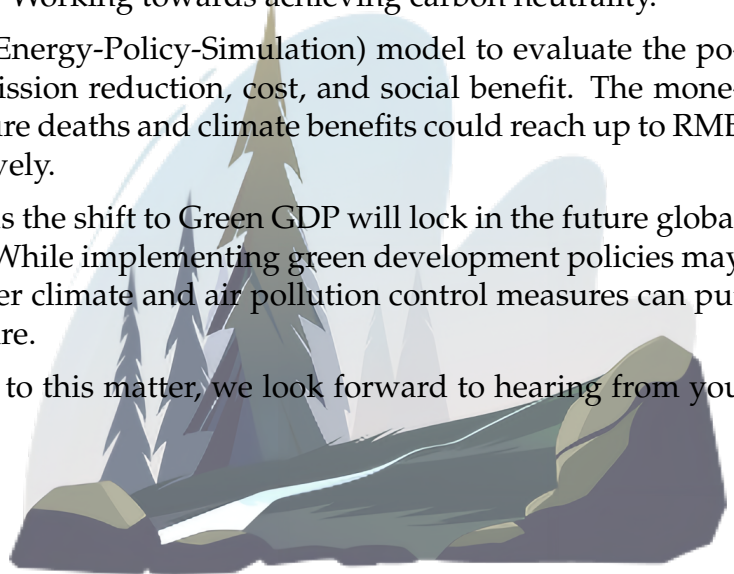 Working towards achieving carbon neutrality.
Energy-Policy-Simulation) model to evaluate the po-
ission reduction, cost, and social benefit. The mone-
ure deaths and climate benefits could reach up to RMB
vely.
s the shift to Green GDP will lock in the future globa
While implementing green development policies may
er climate and air pollution control measures can pu
re.
to this matter, we look forward to hearing from you